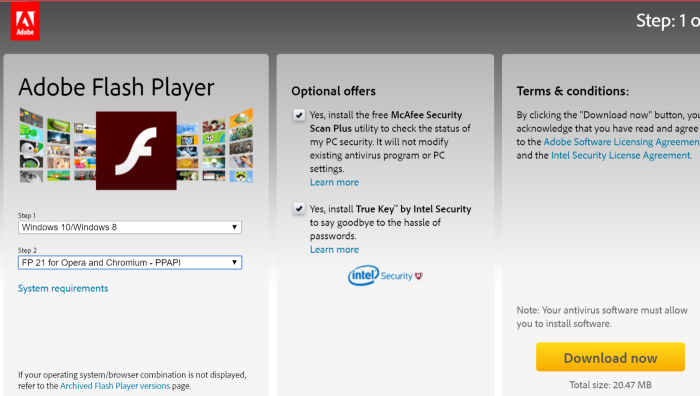 Adobe
Step: 1 o
Adobe Flash Player
Step 1
Windows 10/Windows 8
Step 2
FP 21 for Opera and Chromium - PPAPI
System requirements
If your operating system/browser combination is not displayed,
refer to the Archived Flash Player versions page.
Optional offers
Yes, install the free McAfee Security
Scan Plus utility to check the status of
my PC security. It will not modify
existing antivirus program or PC
settings.
Learn more
Yes, install True Key™ by Intel Security
to say goodbye to the hassle of
passwords.
Learn more
intel Security
Terms & conditions:
By clicking the "Download now" button, you
acknowledge that you have read and agree
to the Adobe Software Licensing Agreemen
and the Intel Security License Agreement.
Note: Your antivirus software must allow
you to install software.
Download now
Total size: 20.47 MB